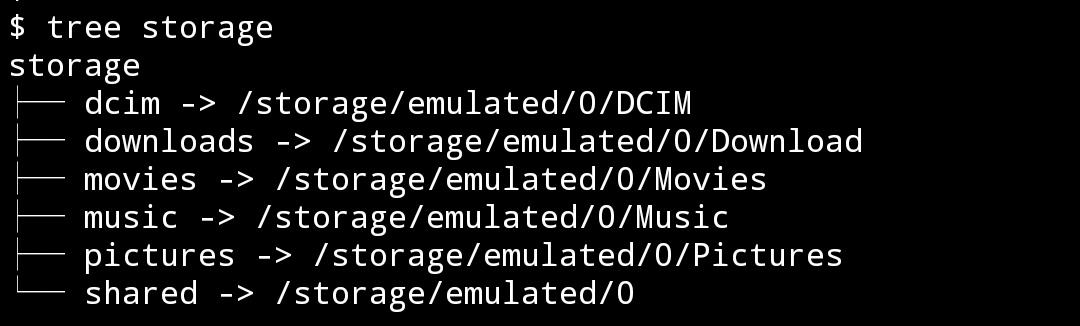 $ tree storage
storage
├── dcim -> /storage/emulated/0/DCIM
├── downloads -> /storage/emulated/0/Download
├── movies -> /storage/emulated/0/Movies
├── music -> /storage/emulated/0/Music
├── pictures -> /storage/emulated/0/Pictures
└── shared -> /storage/emulated/0